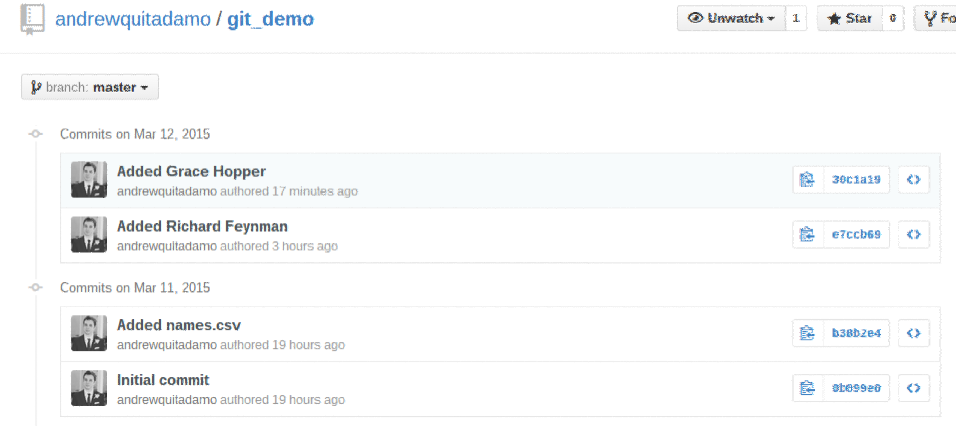 andrewquitadamo / git_demo
Unwatch 1 Star 0 Fo
branch: master
Commits on Mar 12, 2015
Added Grace Hopper
andrewquitadamo authored 17 minutes ago
30c1a19
Added Richard Feynman
andrewquitadamo authored 3 hours ago
e7ccb69
Commits on Mar 11, 2015
Added names.csv
andrewquitadamo authored 19 hours ago
b38b2e4
Initial commit
andrewquitadamo authored 19 hours ago